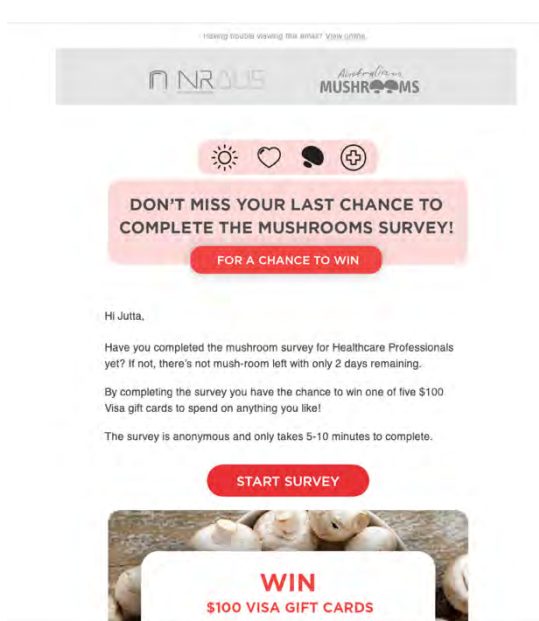 Having trouble viewing this email? View online.
NRAUS
Australian
MUSHROOMS
DON'T MISS YOUR LAST CHANCE TO
COMPLETE THE MUSHROOMS SURVEY!
FOR A CHANCE TO WIN
Hi Jutta,
Have you completed the mushroom survey for Healthcare Professionals
yet? If not, there's not mush-room left with only 2 days remaining.
By completing the survey you have the chance to win one of five $100
Visa gift cards to spend on anything you like!
The survey is anonymous and only takes 5-10 minutes to complete.
START SURVEY
WIN
$100 VISA GIFT CARDS